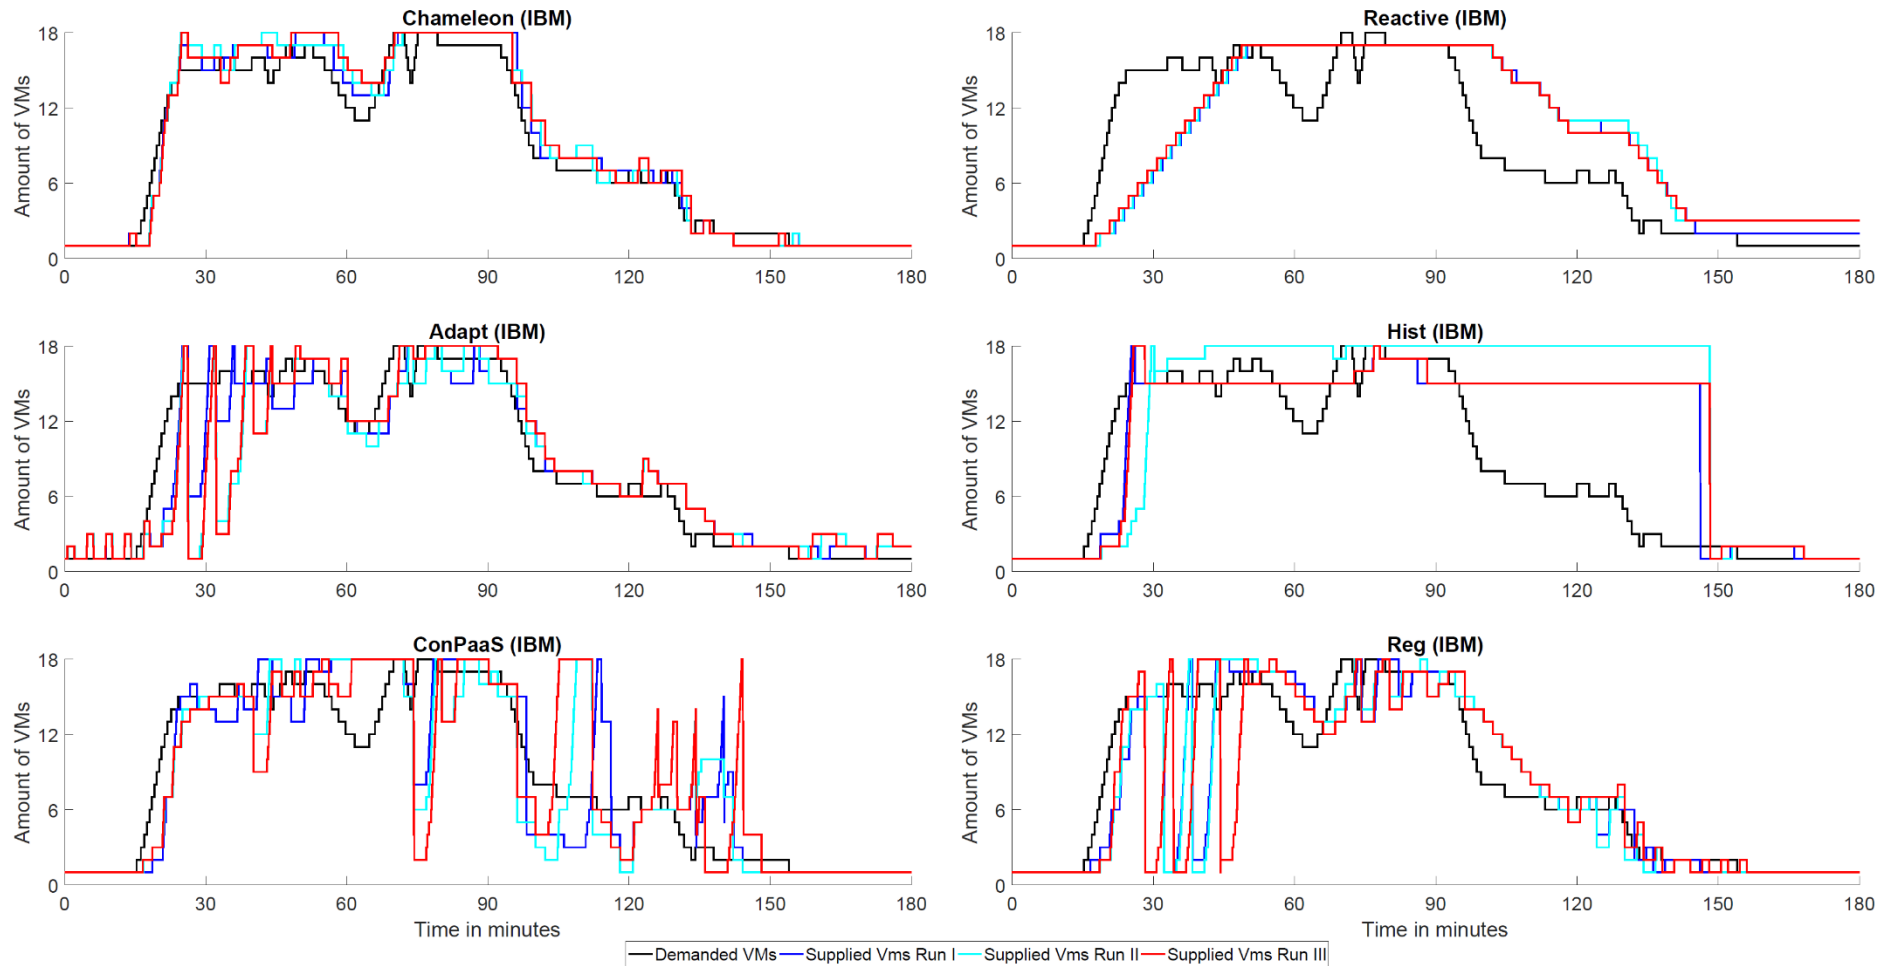 Chameleon (IBM)
Amount of VMs
18
12
6
0
0 30 60 90 120 150 180
Reactive (IBM)
Amount of VMs
18
12
6
0
0 30 60 90 120 150 180
Adapt (IBM)
Amount of VMs
18
12
6
0
0 30 60 90 120 150 180
Hist (IBM)
Amount of VMs
18
12
6
0
0 30 60 90 120 150 180
ConPaaS (IBM)
Amount of VMs
18
12
6
0
0 30 60 90 120 150 180
Time in minutes
Reg (IBM)
Amount of VMs
18
12
6
0
0 30 60 90 120 150 180
Time in minutes
Demanded VMs Supplied Vms Run I Supplied Vms Run II Supplied Vms Run III